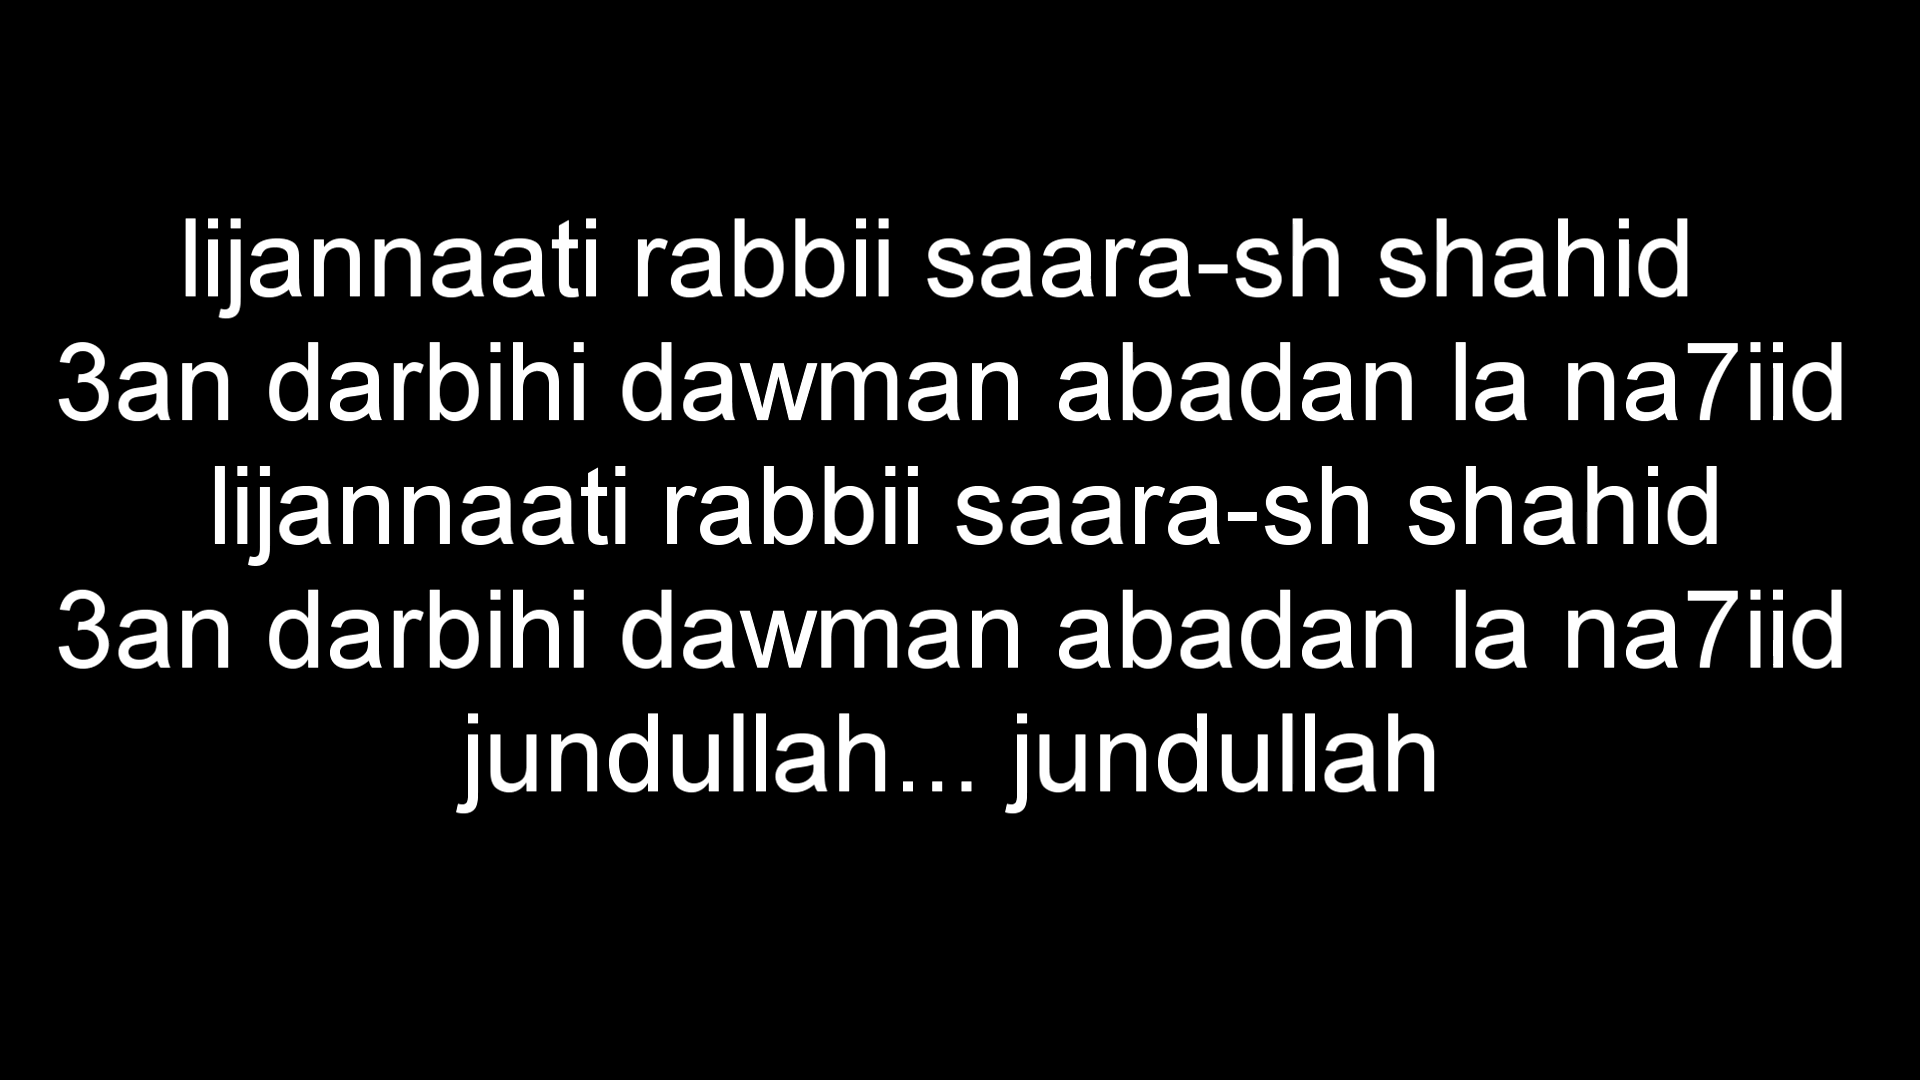 lijannaati rabbii saara-sh shahid
3an darbihi dawman abadan la na7iid
lijannaati rabbii saara-sh shahid
3an darbihi dawman abadan la na7iid
jundullah... jundullah